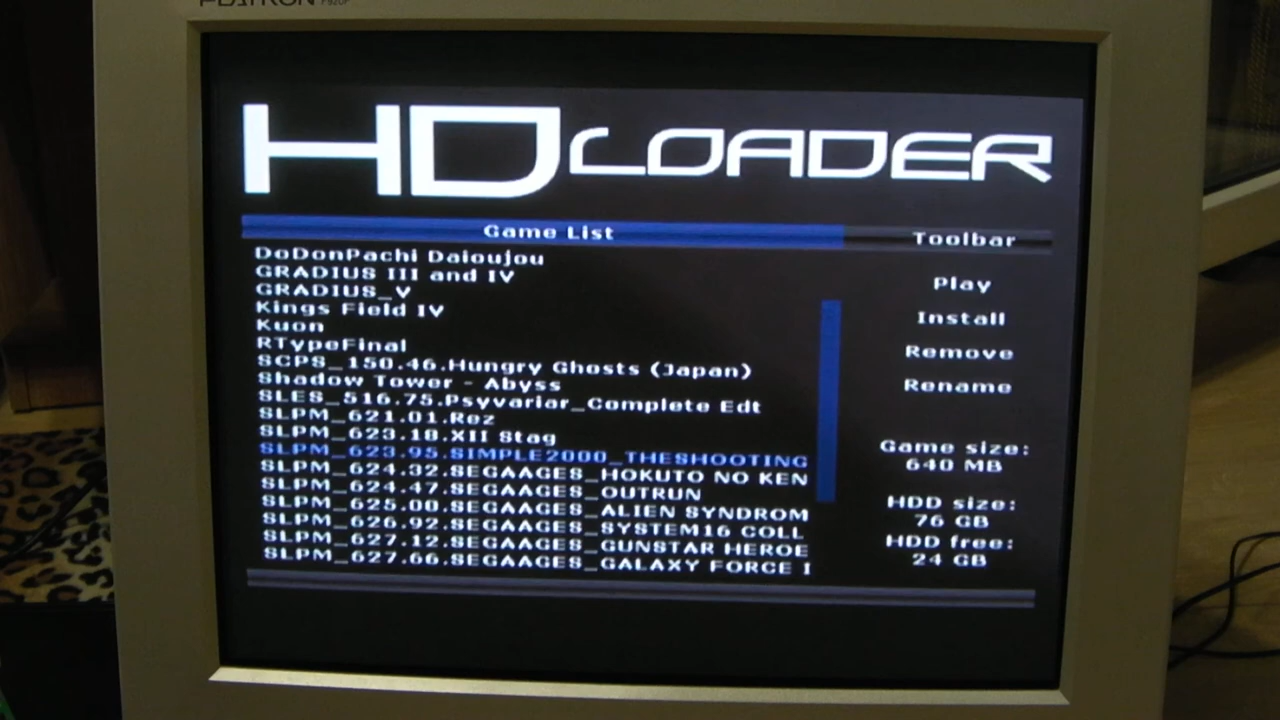 FLATRON F920P
HD LOADER
Game List
DoDonPachi Daioujou
GRADIUS III and IV
GRADIUS_V
Kings Field IV
Kuon
RTypeFinal
SCPS_150.46.Hungry Ghosts (Japan)
Shadow Tower - Abyss
SLES_516.75.Psyvariar_Complete Edt
SLPM_621.01.Rez
SLPM_623.18.XII Stag
SLPM_623.95.SIMPLE2000_THESHOOTING
SLPM_624.32.SEGAAGES_HOKUTO NO KEN
SLPM_624.47.SEGAAGES_OUTRUN
SLPM_625.00.SEGAAGES_ALIEN SYNDROM
SLPM_626.92.SEGAAGES_SYSTEM16 COLL
SLPM_627.12.SEGAAGES_GUNSTAR HEROE
SLPM_627.66.SEGAAGES_GALAXY FORCE I
Toolbar
Play
Install
Remove
Rename
Game size:
640 MB
HDD size:
76 GB
HDD free:
24 GB